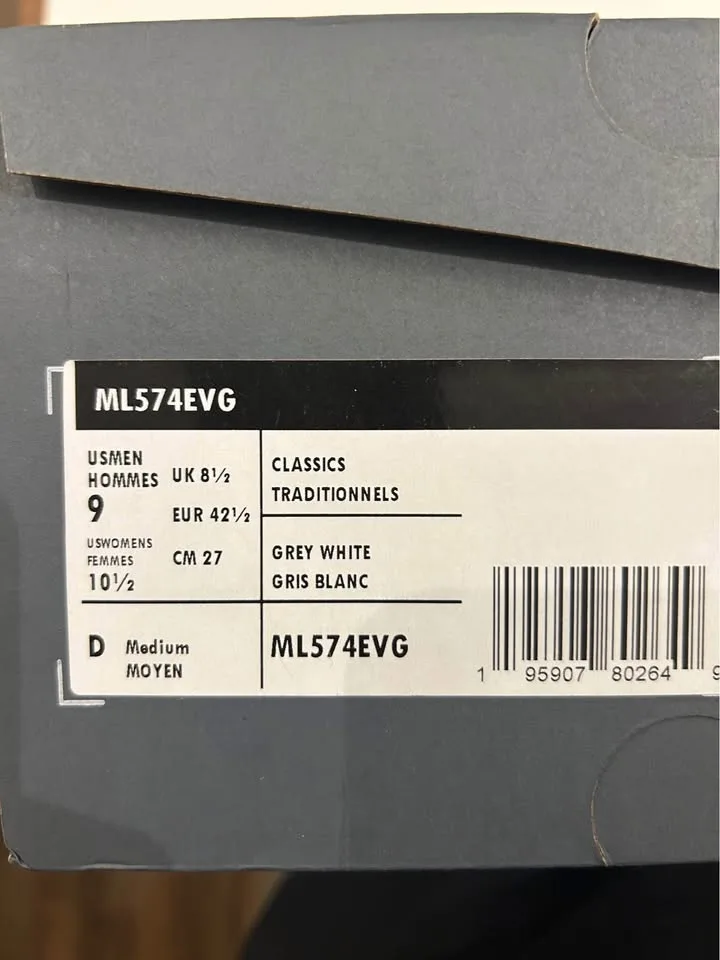 ML574EVG
USMEN
HOMMES
9
UK 8½
EUR 42½
USWOMENS
FEMMES
10½
CM 27
CLASSICS
TRADITIONNELS
GREY WHITE
GRIS BLANC
D Medium
MOYEN
ML574EVG
1 95907 80264 9